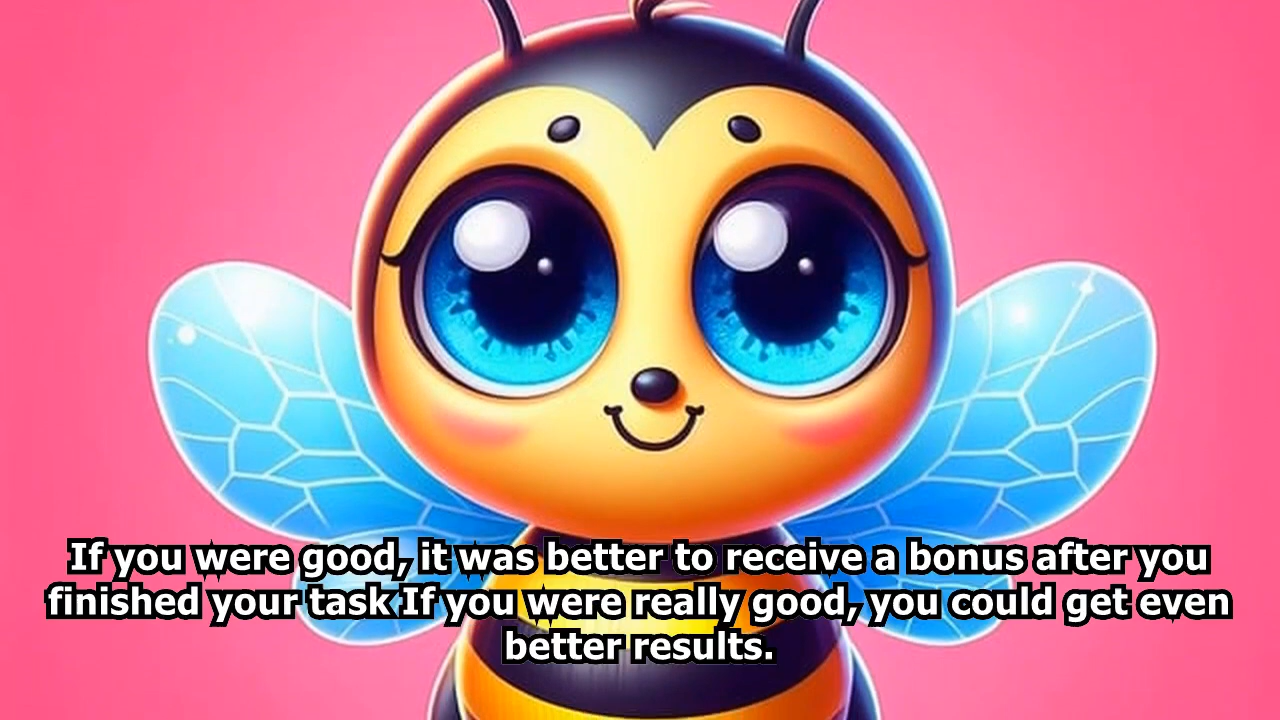 If you were good, it was better to receive a bonus after you
finished your task If you were really good, you could get even
better results.